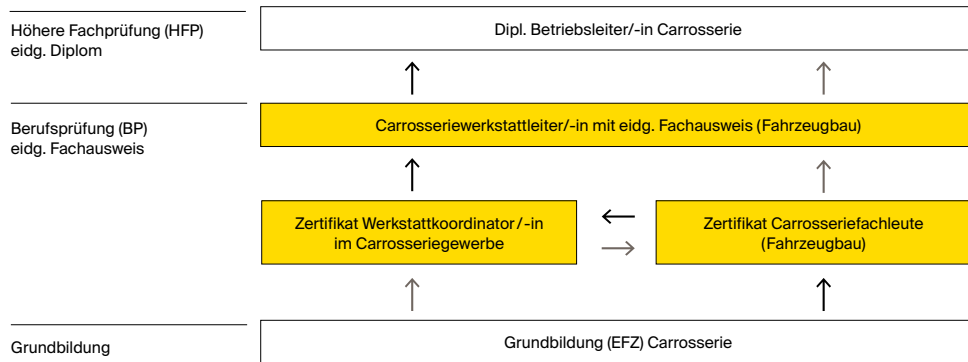 Höhere Fachprüfung (HFP)
eidg. Diplom
Dipl. Betriebsleiter/-in Carrosserie
Berufsprüfung (BP)
eidg. Fachausweis
Carrosseriewerkstattleiter/-in mit eidg. Fachausweis (Fahrzeugbau)
Zertifikat Werkstattkoordinator/-in
im Carrosseriegewerbe
Zertifikat Carrosseriefachleute
(Fahrzeugbau)
Grundbildung
Grundbildung (EFZ) Carrosserie